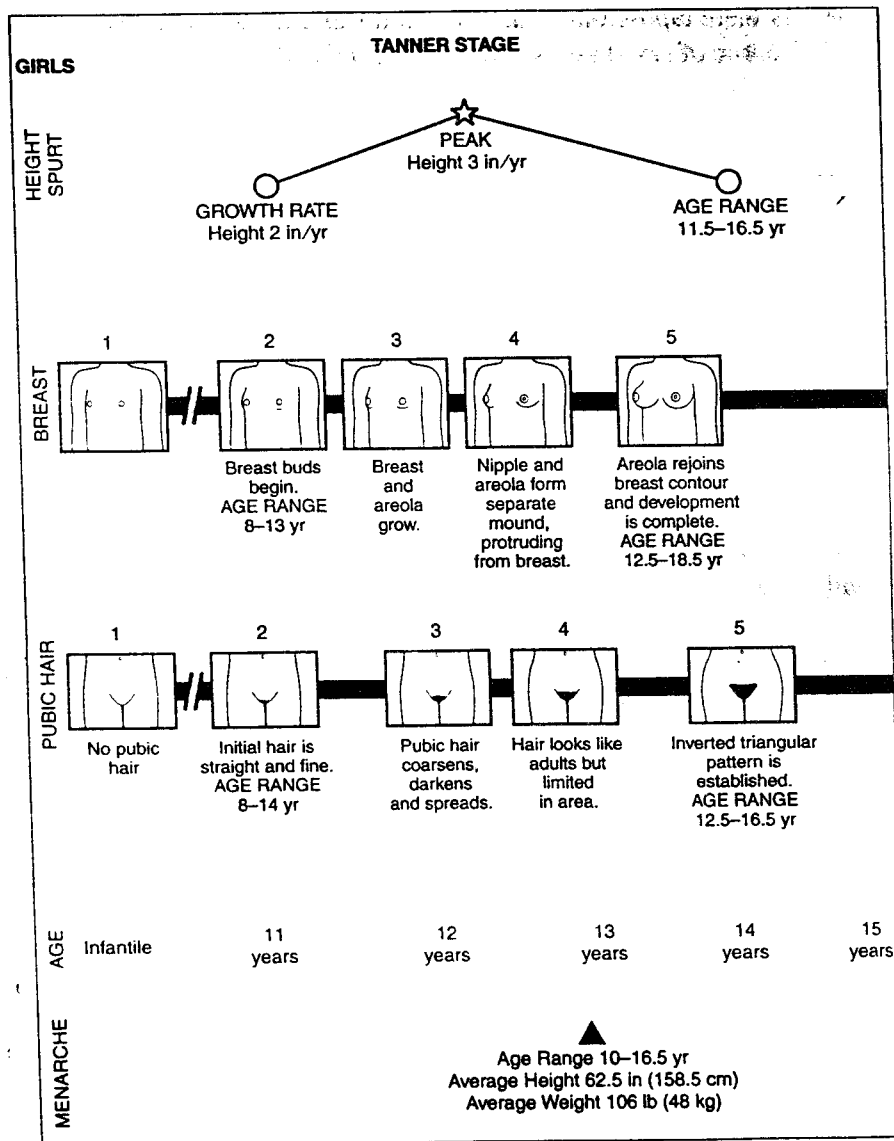 TANNER STAGE
GIRLS
HEIGHT
SPURT
PEAK
Height 3 in/yr
GROWTH RATE
Height 2 in/yr
AGE RANGE
11.5–16.5 yr
BREAST
1
2
3
4
5
Breast buds
begin.
AGE RANGE
8–13 yr
Breast
and
areola
grow.
Nipple and
areola form
separate
mound,
protruding
from breast.
Areola rejoins
breast contour
and development
is complete.
AGE RANGE
12.5–18.5 yr
PUBIC HAIR
1
2
3
4
5
No pubic
hair
Initial hair is
straight and fine.
AGE RANGE
8–14 yr
Pubic hair
coarsens,
darkens
and spreads.
Hair looks like
adults but
limited
in area.
Inverted triangular
pattern is
established.
AGE RANGE
12.5–16.5 yr
AGE
Infantile
11
years
12
years
13
years
14
years
15
years
MENARCHE
Age Range 10–16.5 yr
Average Height 62.5 in (158.5 cm)
Average Weight 106 lb (48 kg)